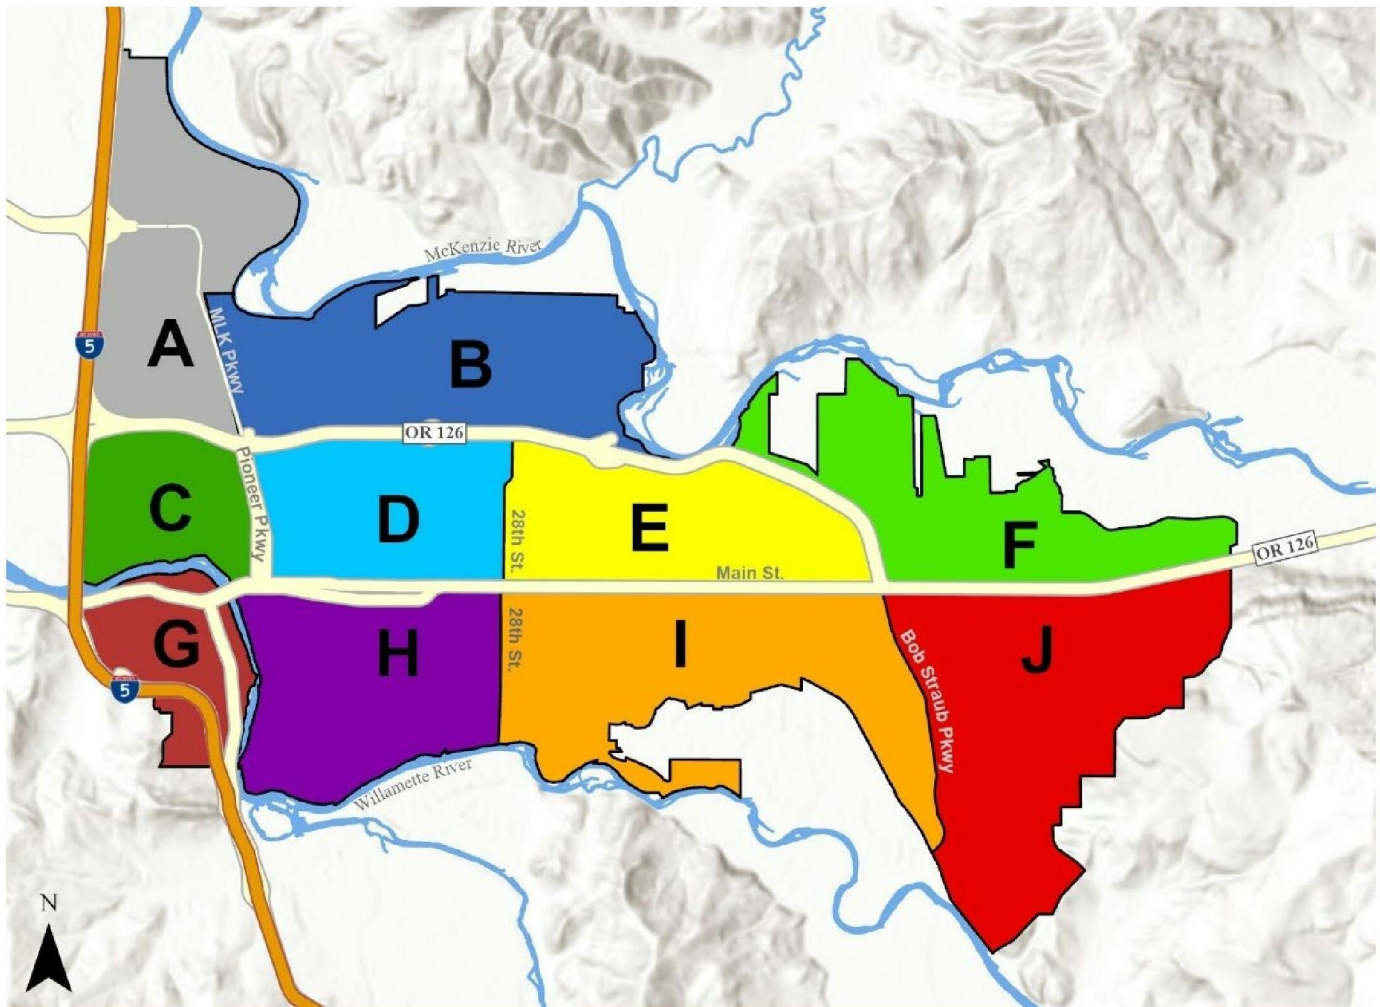 McKenzie River
MLK Pkwy
A
5
B
OR 126
Pioneer Pkwy
C
D
28th St.
E
F
OR 126
Main St.
28th St.
G
H
I
J
Bob Straub Pkwy
5
Willamette River
N